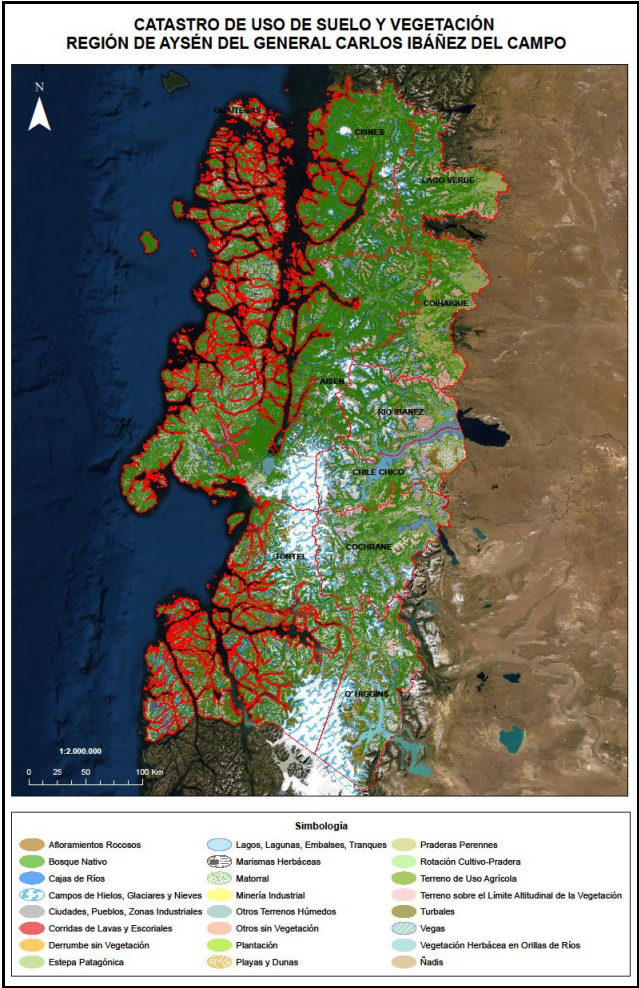 CATASTRO DE USO DE SUELO Y VEGETACIÓN
REGIÓN DE AYSÉN DEL GENERAL CARLOS IBÁÑEZ DEL CAMPO
N
GUAITECAS
CISNES
LAGO VERDE
COIHAIQUE
AISEN
RIO IBAÑEZ
CHILE CHICO
COCHRANE
TORTEL
O'HIGGINS
1:2.000.000
0 25 50 100 Km
Simbología
Afloramientos Rocosos
Bosque Nativo
Cajas de Ríos
Campos de Hielos, Glaciares y Nieves
Ciudades, Pueblos, Zonas Industriales
Corridas de Lavas y Escoriales
Derrumbe sin Vegetación
Estepa Patagónica
Lagos, Lagunas, Embalses, Tranques
Marismas Herbáceas
Matorral
Minería Industrial
Otros Terrenos Húmedos
Otros sin Vegetación
Plantación
Playas y Dunas
Praderas Perennes
Rotación Cultivo-Pradera
Terreno de Uso Agrícola
Terreno sobre el Límite Altitudinal de la Vegetación
Turbales
Vegas
Vegetación Herbácea en Orillas de Ríos
Ñadis